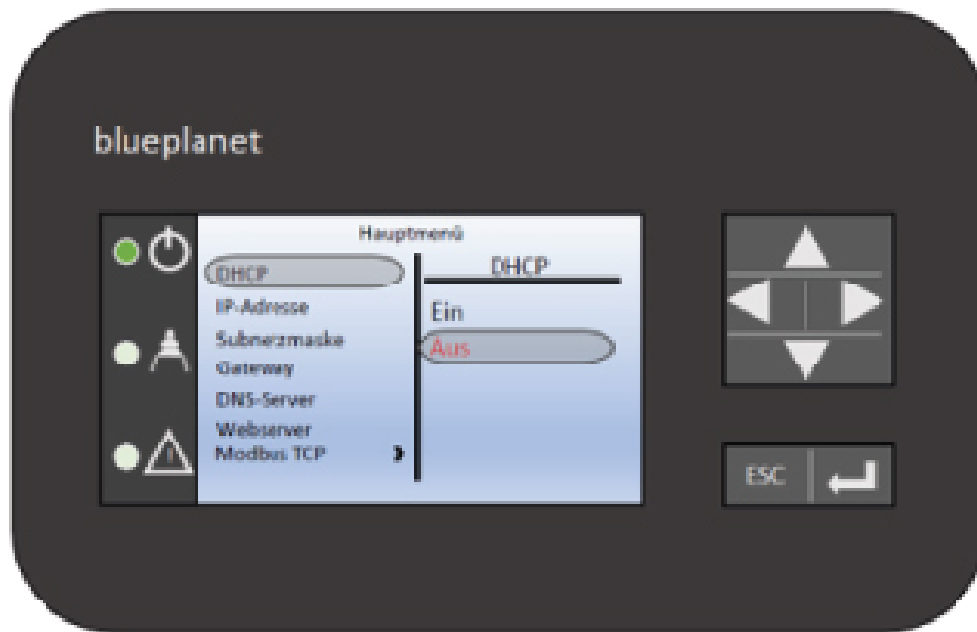 blueplanet
Hauptmenü
DHCP
IP-Adresse
Subnetzmaske
Gateway
DNS-Server
Webserver
Modbus TCP
DHCP
Ein
Aus
ESC